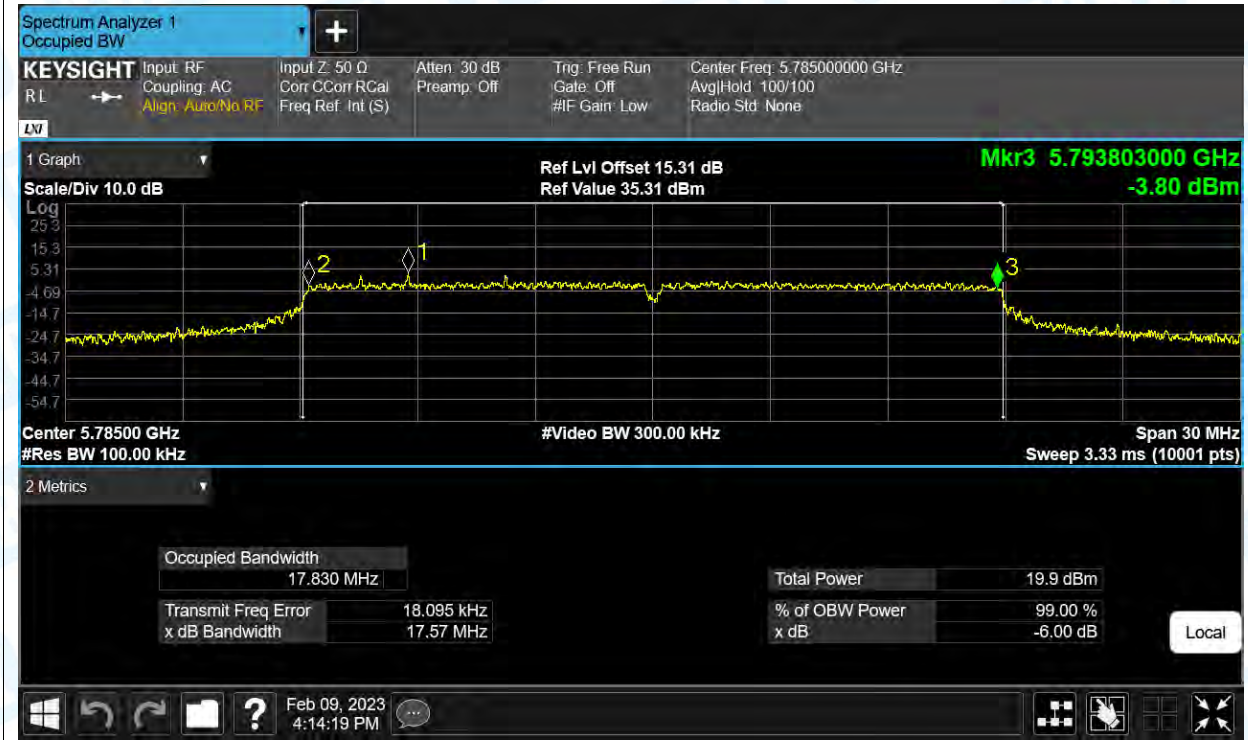 Spectrum Analyzer 1
Occupied BW
+
KEYSIGHT
R L
LXI
Input: RF
Coupling: AC
Align: Auto/No RF
Input Z: 50 Ω
Corr CCorr RCal
Freq Ref: Int (S)
Atten: 30 dB
Preamp: Off
Trig: Free Run
Gate: Off
#IF Gain: Low
Center Freq: 5.785000000 GHz
Avg|Hold: 100/100
Radio Std: None
1 Graph
Scale/Div 10.0 dB
Ref Lvl Offset 15.31 dB
Ref Value 35.31 dBm
Mkr3 5.793803000 GHz
-3.80 dBm
Log
25.3
15.3
5.31
-4.69
-14.7
-24.7
-34.7
-44.7
-54.7
2
1
3
Center 5.78500 GHz
#Res BW 100.00 kHz
#Video BW 300.00 kHz
Span 30 MHz
Sweep 3.33 ms (10001 pts)
2 Metrics
Occupied Bandwidth
17.830 MHz
Transmit Freq Error 18.095 kHz
x dB Bandwidth 17.57 MHz
Total Power 19.9 dBm
% of OBW Power 99.00 %
x dB -6.00 dB
Local
?
Feb 09, 2023
4:14:19 PM